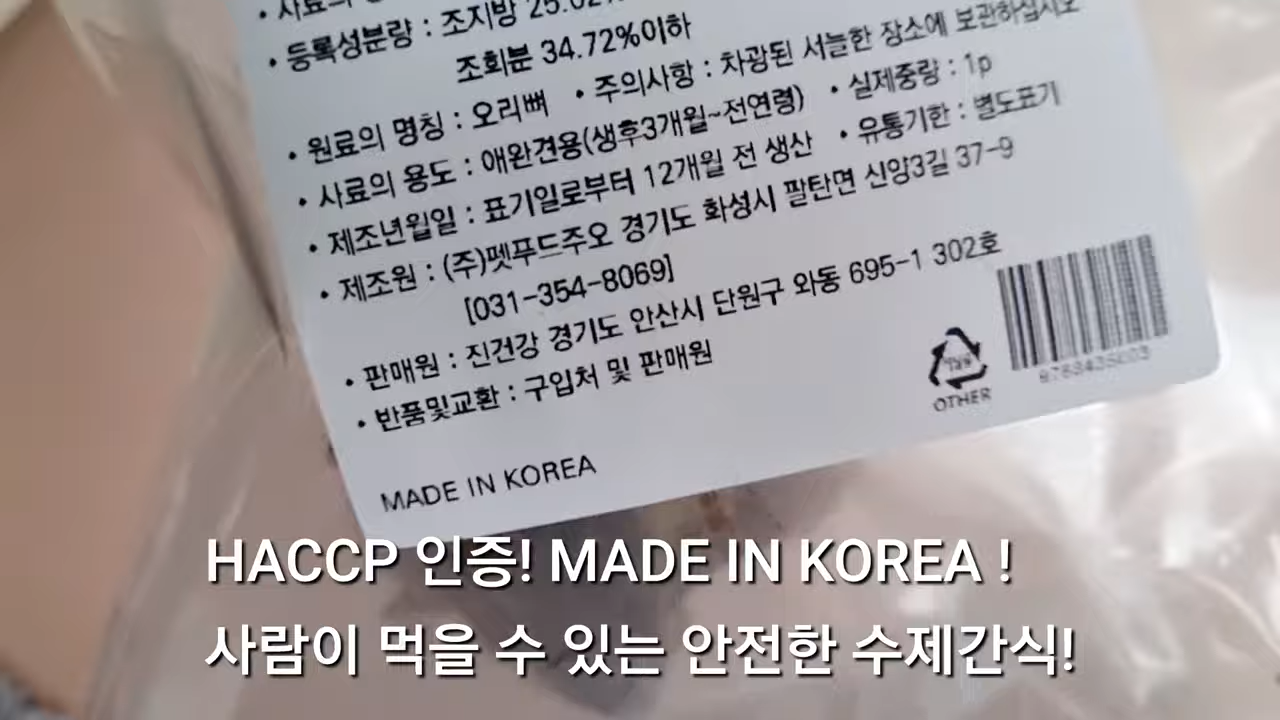 • 사료의
• 등록성분량 : 조지방 25.02%
조회분 34.72%이하
• 원료의 명칭 : 오리뼈 • 주의사항 : 차광된 서늘한 장소에 보관하십시오
• 사료의 용도 : 애완견용(생후3개월~전연령) • 실제중량 : 1p
• 제조년월일 : 표기일로부터 12개월 전 생산 • 유통기한 : 별도표기
• 제조원 : (주)펫푸드주오 경기도 화성시 팔탄면 신양3길 37-9
[031-354-8069]
• 판매원 : 진건강 경기도 안산시 단원구 와동 695-1 302호
• 반품및교환 : 구입처 및 판매원
OTHER
MADE IN KOREA
HACCP 인증! MADE IN KOREA !
사람이 먹을 수 있는 안전한 수제간식!